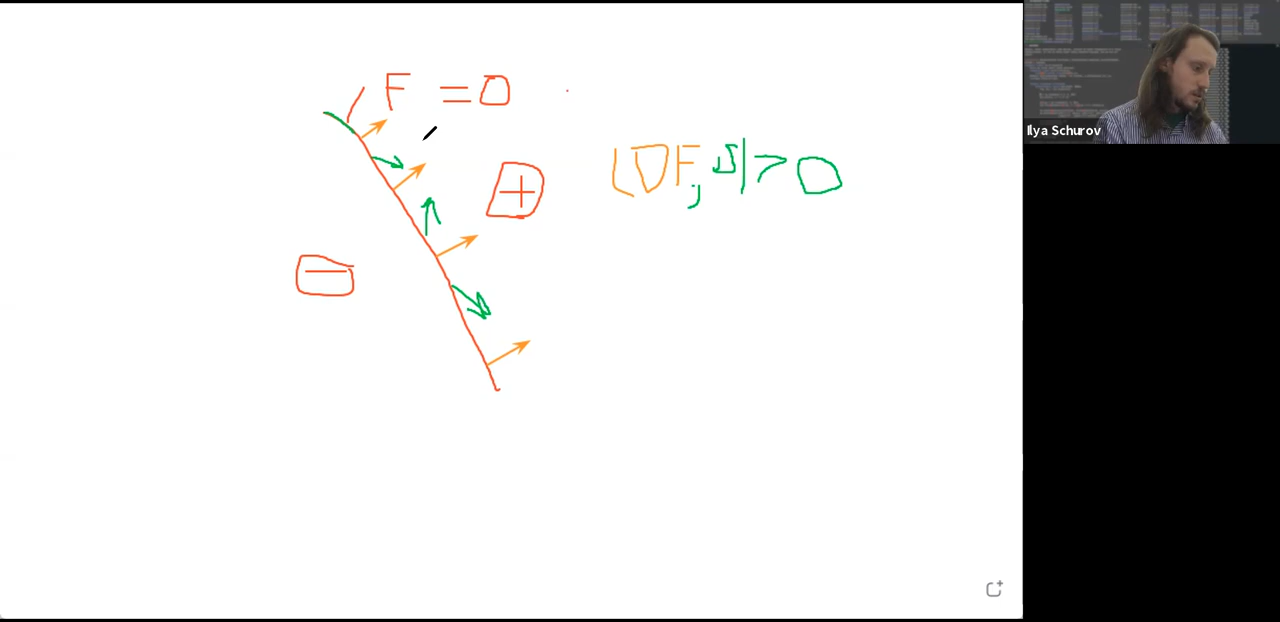 F = 0
(∇F, v) > 0
+
−
Ilya Schurov